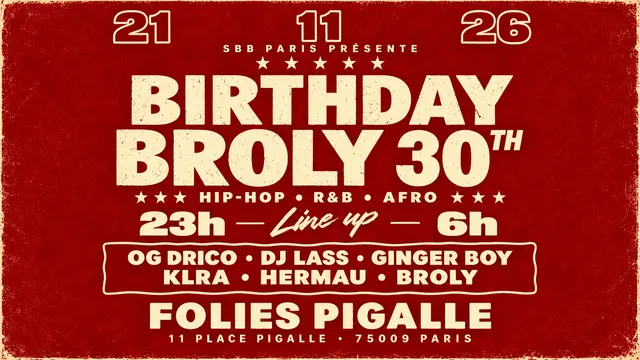 21 11 26
SBB PARIS PRÉSENTE
BIRTHDAY
BROLY 30TH
HIP-HOP • R&B • AFRO
23h — Line up — 6h
OG DRICO • DJ LASS • GINGER BOY
KLRA • HERMAU • BROLY
FOLIES PIGALLE
11 PLACE PIGALLE • 75009 PARIS